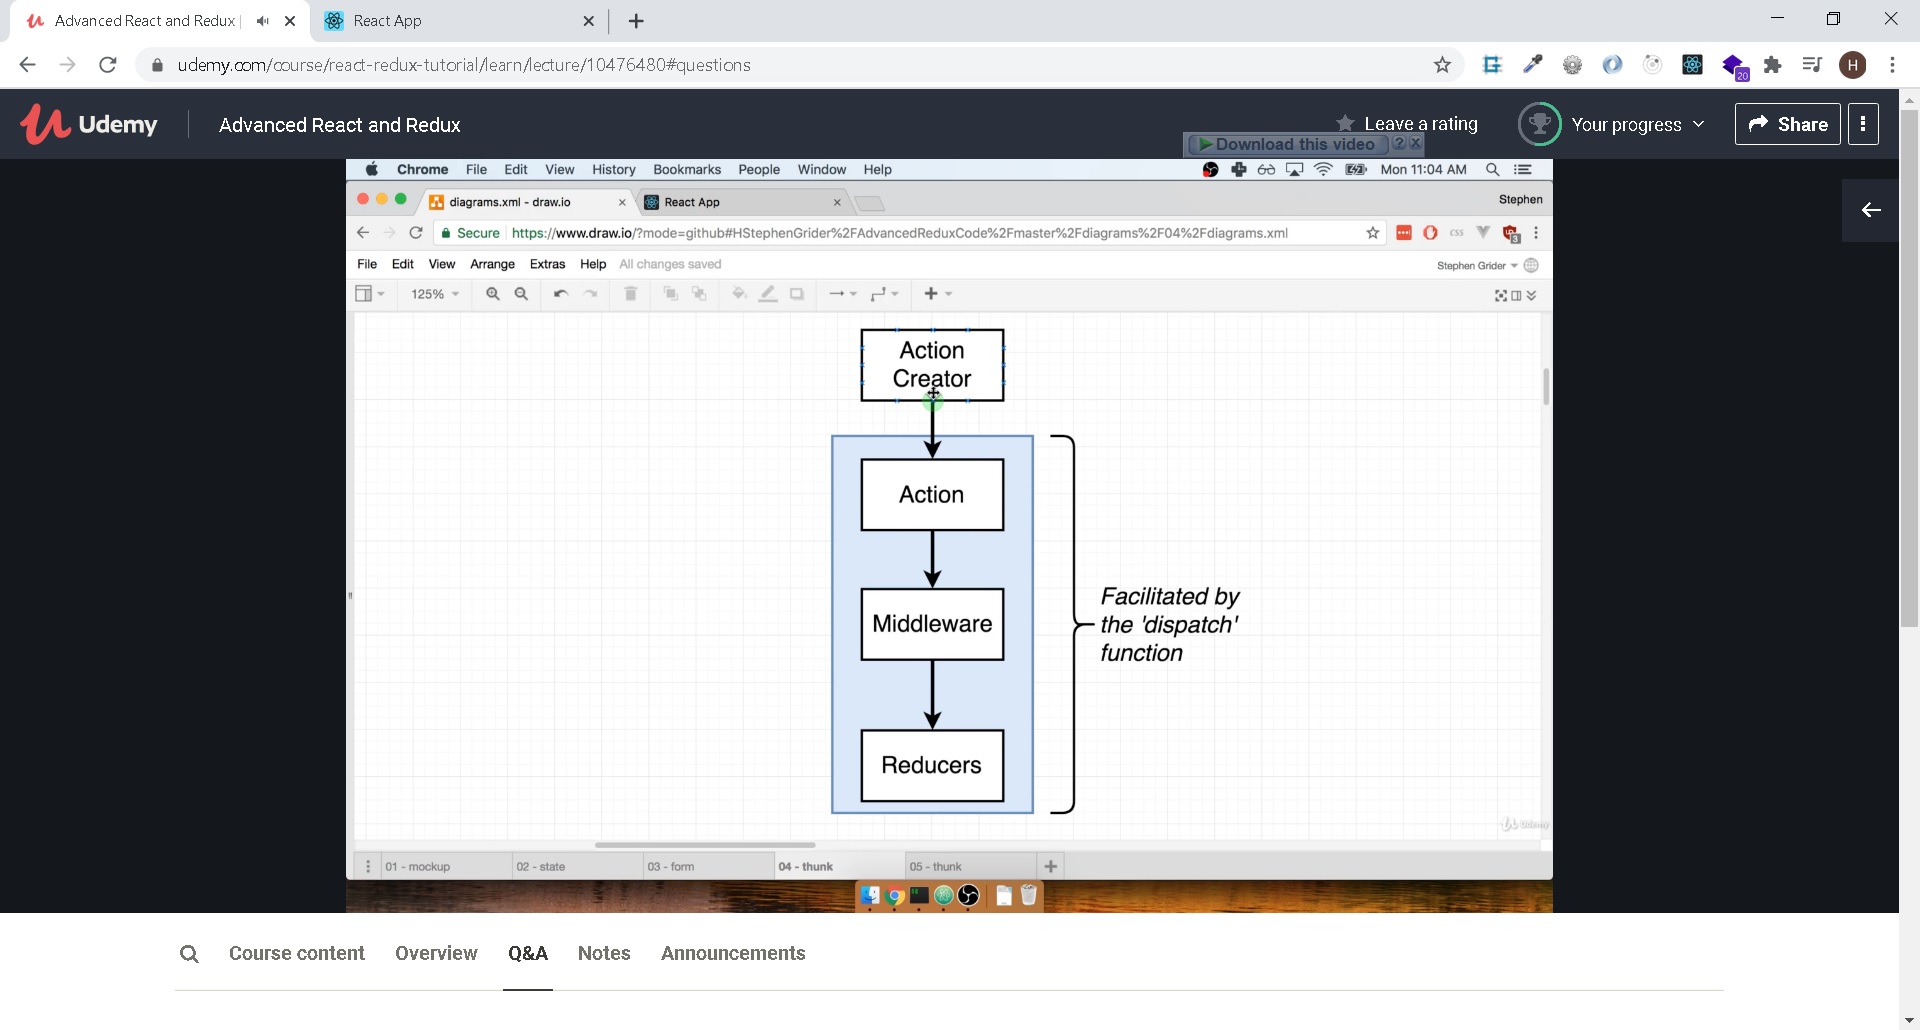 Advanced React and Redux
React App
udemy.com/course/react-redux-tutorial/learn/lecture/10476480#questions
20
H
Udemy
Advanced React and Redux
Leave a rating
Your progress
Share
Download this video
Chrome File Edit View History Bookmarks People Window Help
Mon 11:04 AM
diagrams.xml - draw.io
React App
Stephen
Secure
https://www.draw.io/?mode=github#HStephenGrider%2FAdvancedReduxCode%2Fmaster%2Fdiagrams%2F04%2Fdiagrams.xml
css
3
File Edit View Arrange Extras Help All changes saved
Stephen Grider
125%
Action
Creator
Action
Middleware
Reducers
Facilitated by
the 'dispatch'
function
Udemy
01 - mockup
02 - state
03 - form
04 - thunk
05 - thunk
Course content
Overview
Q&A
Notes
Announcements